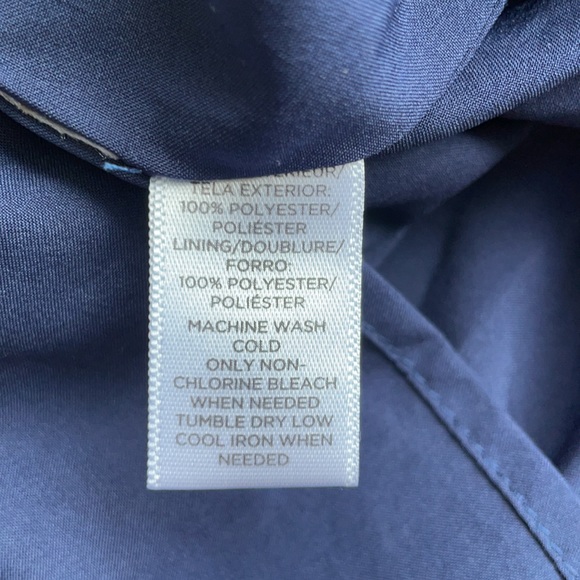 TELA EXTERIOR:
100% POLYESTER/
POLIÉSTER
LINING/DOUBLURE/
FORRO:
100% POLYESTER/
POLIÉSTER
MACHINE WASH
COLD
ONLY NON-
CHLORINE BLEACH
WHEN NEEDED
TUMBLE DRY LOW
COOL IRON WHEN
NEEDED